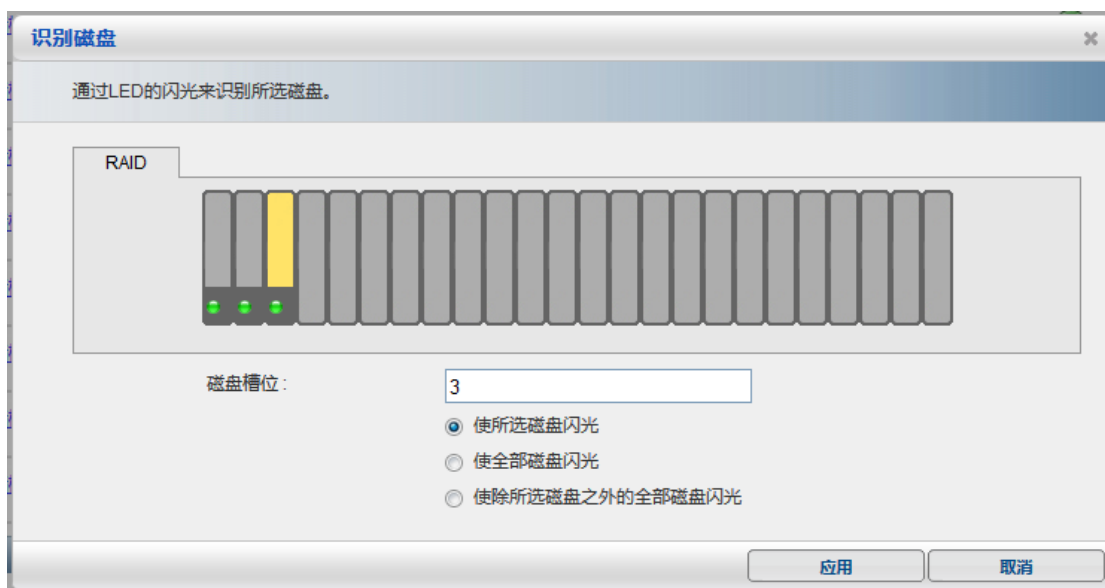 识别磁盘
通过LED的闪光来识别所选磁盘。
RAID
磁盘槽位 :
3
使所选磁盘闪光
使全部磁盘闪光
使除所选磁盘之外的全部磁盘闪光
应用
取消